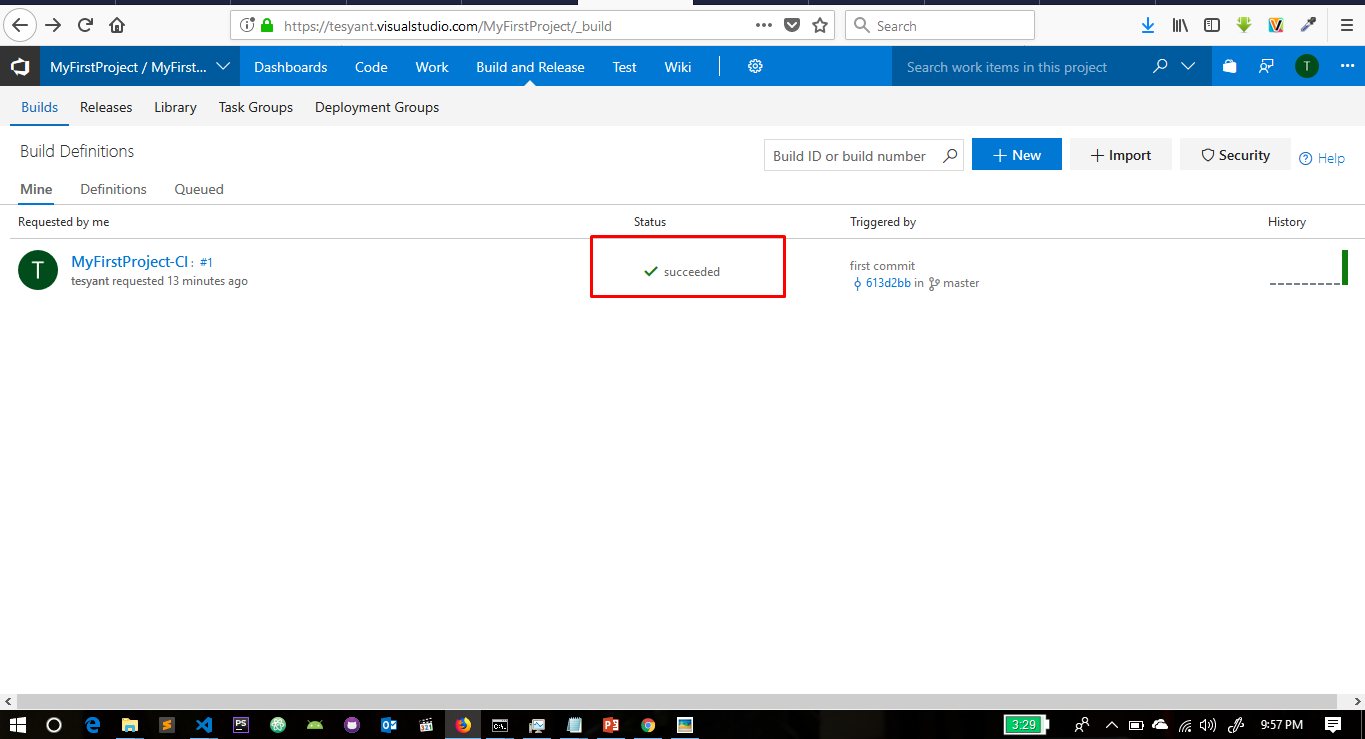 https://tesyant.visualstudio.com/MyFirstProject/_build
Search
MyFirstProject / MyFirst...
Dashboards
Code
Work
Build and Release
Test
Wiki
Search work items in this project
T
Builds
Releases
Library
Task Groups
Deployment Groups
Build Definitions
Build ID or build number
+ New
+ Import
Security
Help
Mine
Definitions
Queued
Requested by me
Status
Triggered by
History
T
MyFirstProject-CI : #1
tesyant requested 13 minutes ago
succeeded
first commit
613d2bb in master
PS
3:29
9:57 PM